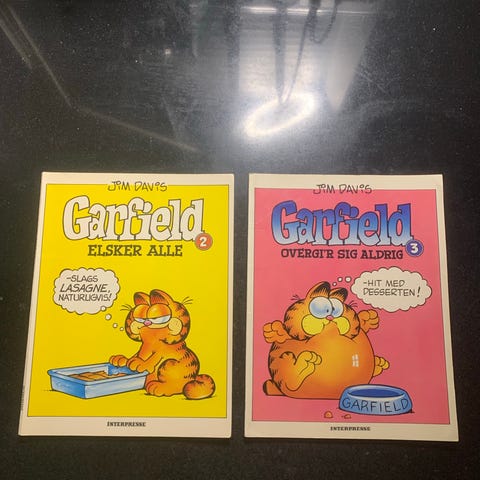 JIM DAVIS
Garfield
2
ELSKER ALLE
-SLAGS
LASAGNE,
NATURLIGVIS!
INTERPRESSE
JIM DAVIS
Garfield
3
OVERGI'R SIG ALDRIG
-HIT MED
DESSERTEN!
GARFIELD
INTERPRESSE